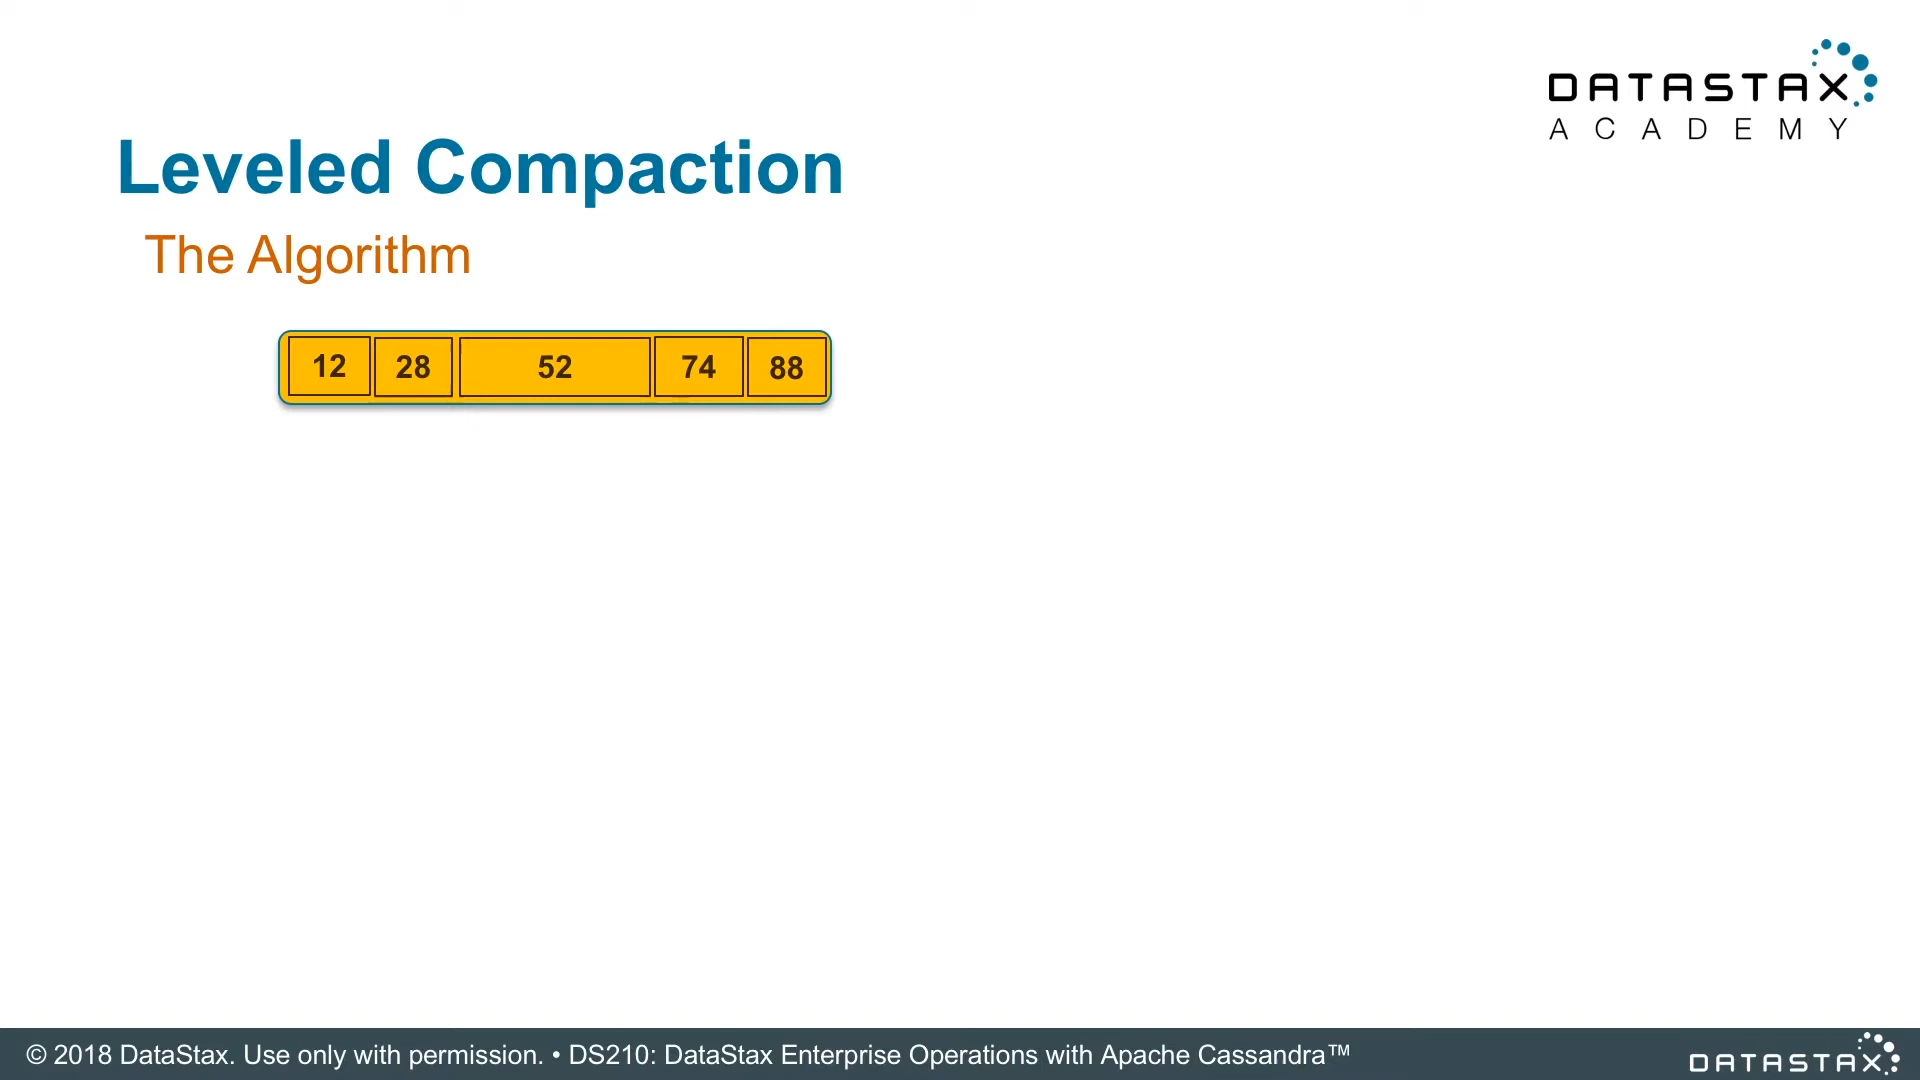 DATASTAX
ACADEMY
Leveled Compaction
The Algorithm
12 28 52 74 88
© 2018 DataStax. Use only with permission. • DS210: DataStax Enterprise Operations with Apache Cassandra™
DATASTAX